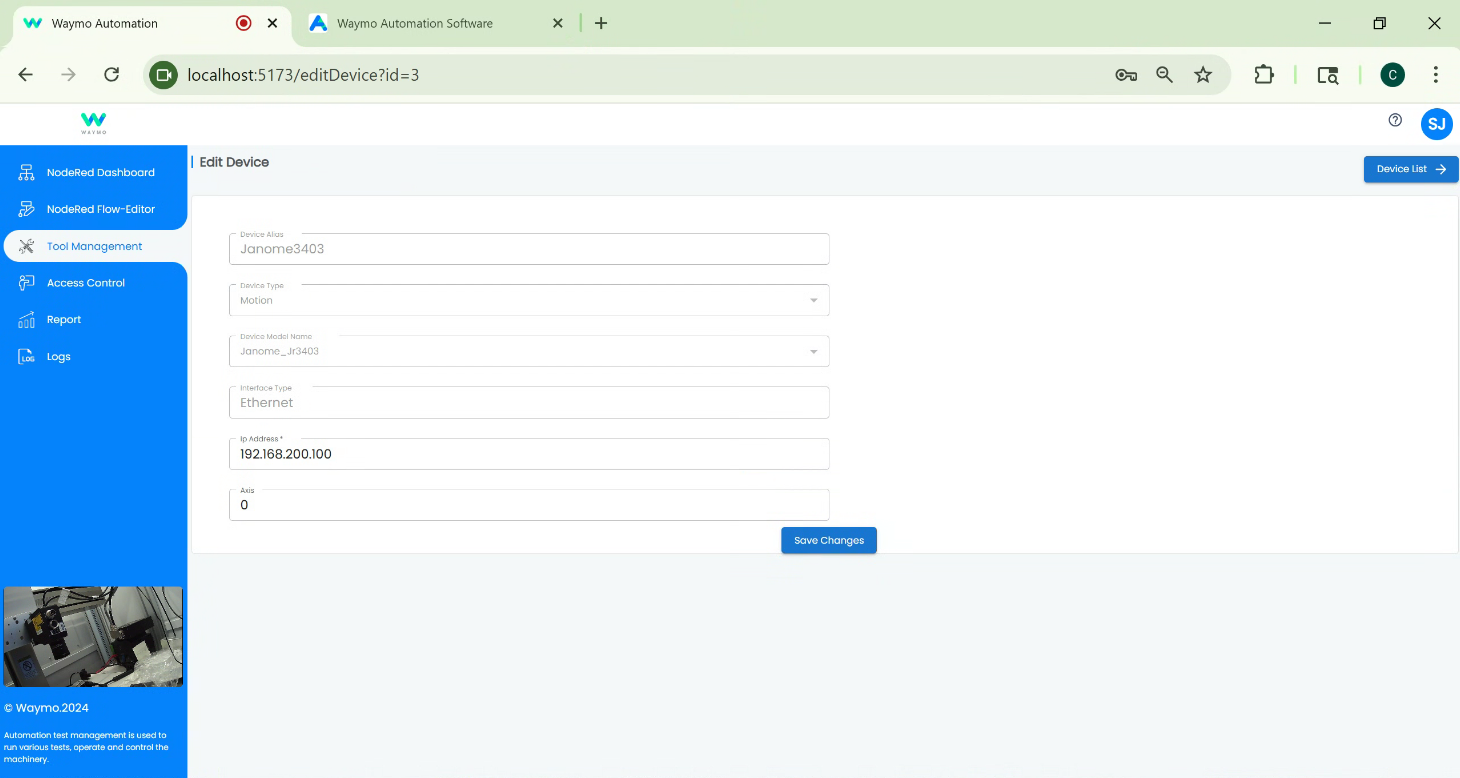 Waymo Automation
Waymo Automation Software
localhost:5173/editDevice?id=3
C
WAYMO
SJ
NodeRed Dashboard
NodeRed Flow-Editor
Tool Management
Access Control
Report
LOG
Logs
Edit Device
Device List
Device Alias
Janome3403
Device Type
Motion
Device Model Name
Janome_Jr3403
Interface Type
Ethernet
Ip Address *
192.168.200.100
Axis
0
Save Changes
© Waymo.2024
Automation test management is used to
run various tests, operate and control the
machinery.